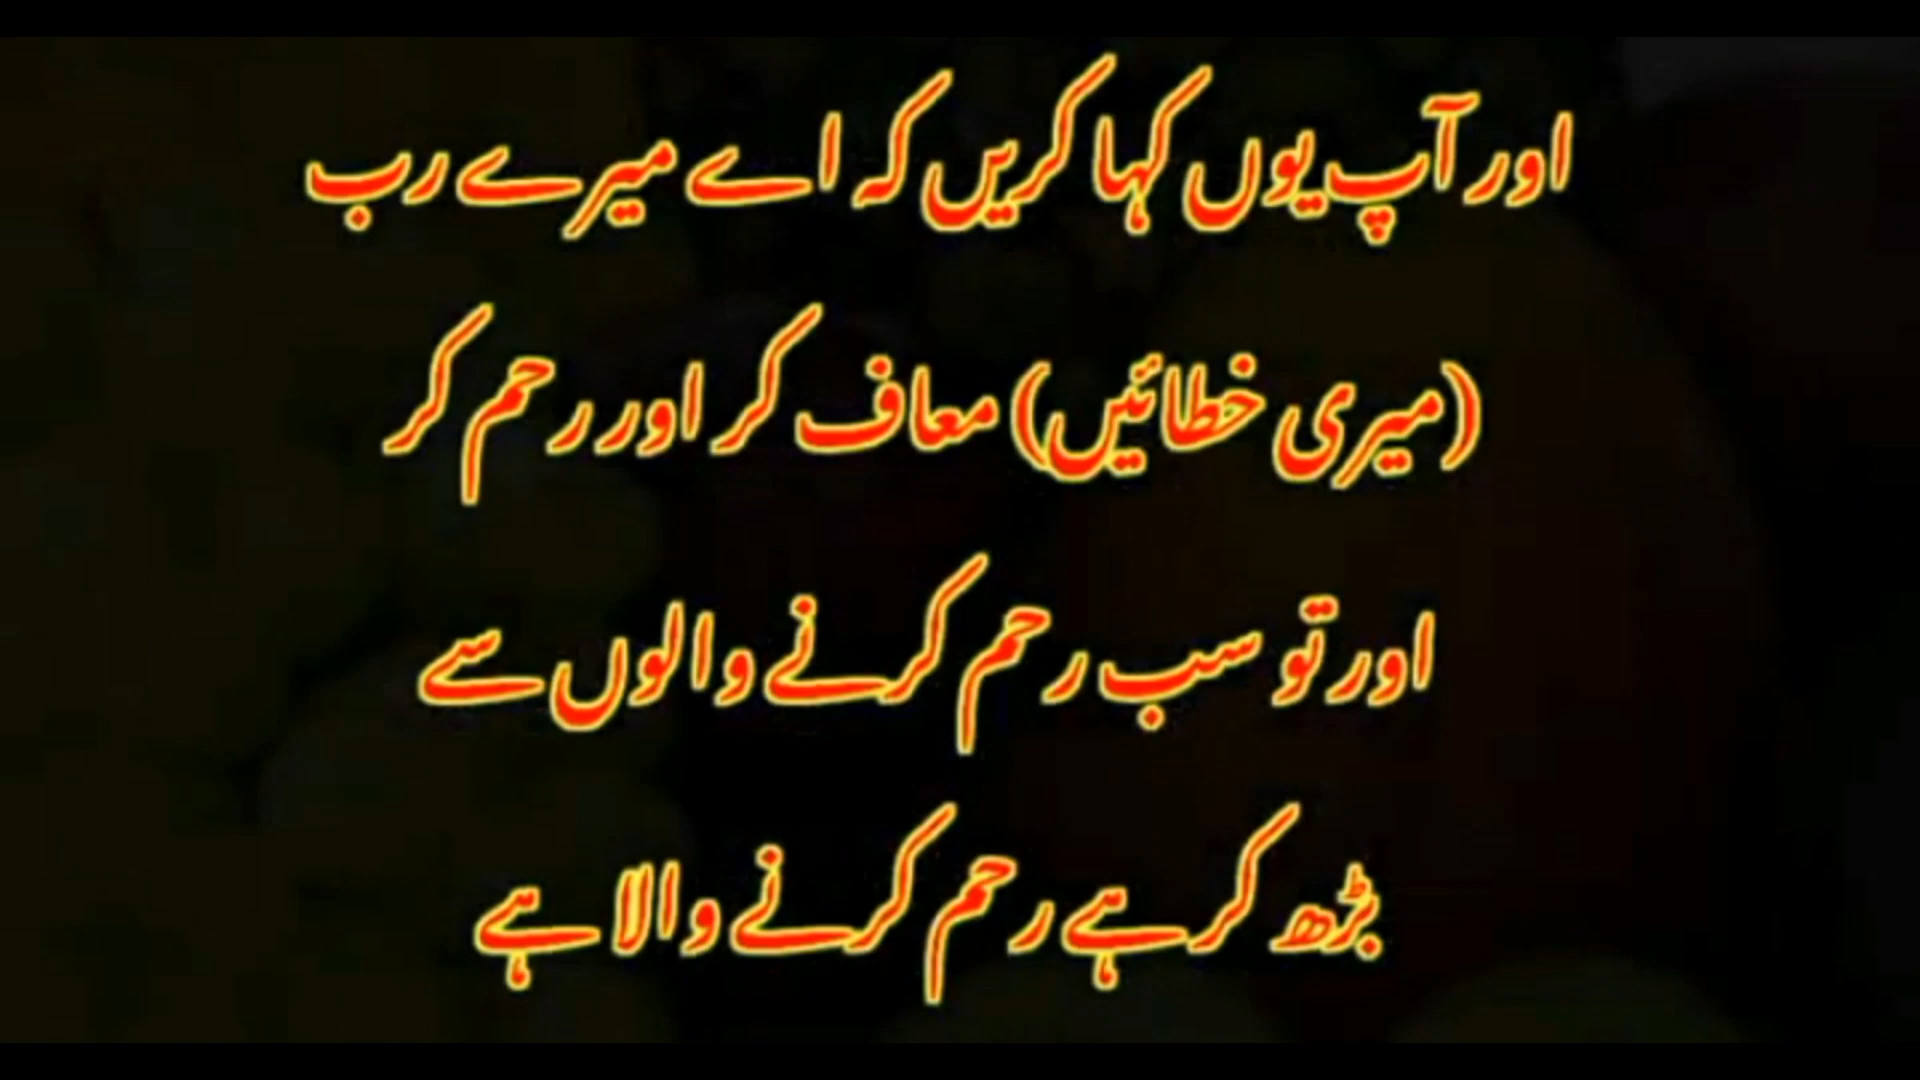 اور آپ یوں کہا کریں کہ اے میرے رب
(میری خطائیں) معاف کر اور رحم کر
اور تو سب رحم کرنے والوں سے
بڑھ کر ہے رحم کرنے والا ہے